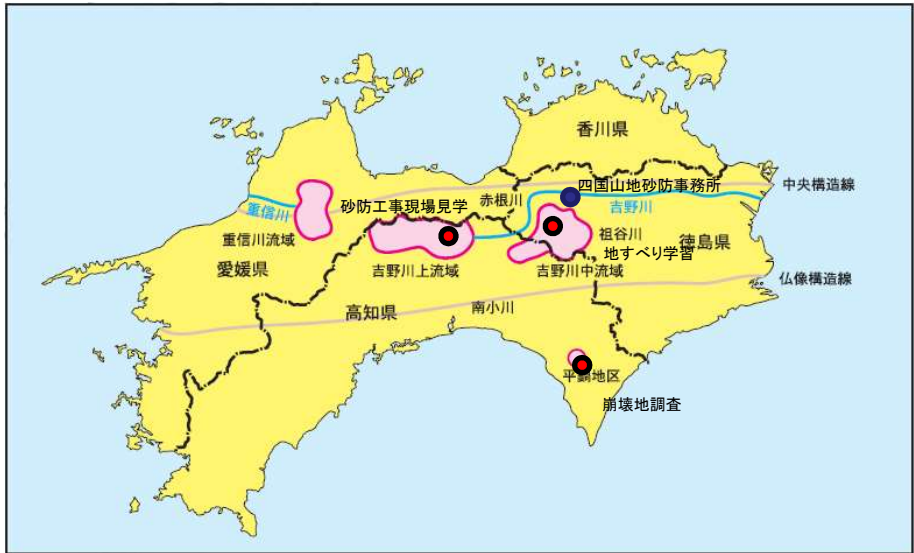 香川県
四国山地砂防事務所
中央構造線
赤根川
吉野川
重信川
砂防工事現場見学
重信川流域
祖谷川
徳島県
地すべり学習
愛媛県
吉野川上流域
吉野川中流域
仏像構造線
高知県
南小川
平鍋地区
崩壊地調査